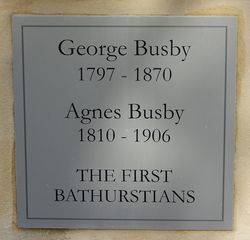 George Busby
1797 - 1870
Agnes Busby
1810 - 1906
THE FIRST
BATHURSTIANS